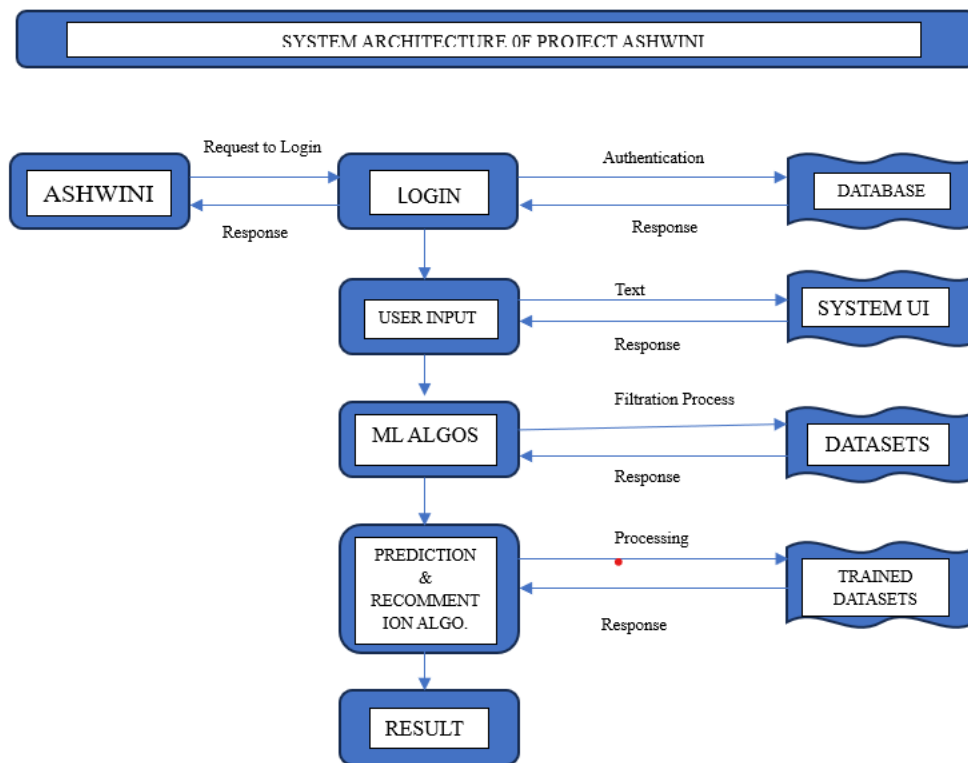 SYSTEM ARCHITECTURE 0F PROJECT ASHWINI
Request to Login
Authentication
ASHWINI
LOGIN
DATABASE
Response
Response
Text
USER INPUT
SYSTEM UI
Response
Filtration Process
ML ALGOS
DATASETS
Response
Processing
PREDICTION
&
RECOMMENT
ION ALGO.
TRAINED
DATASETS
Response
RESULT